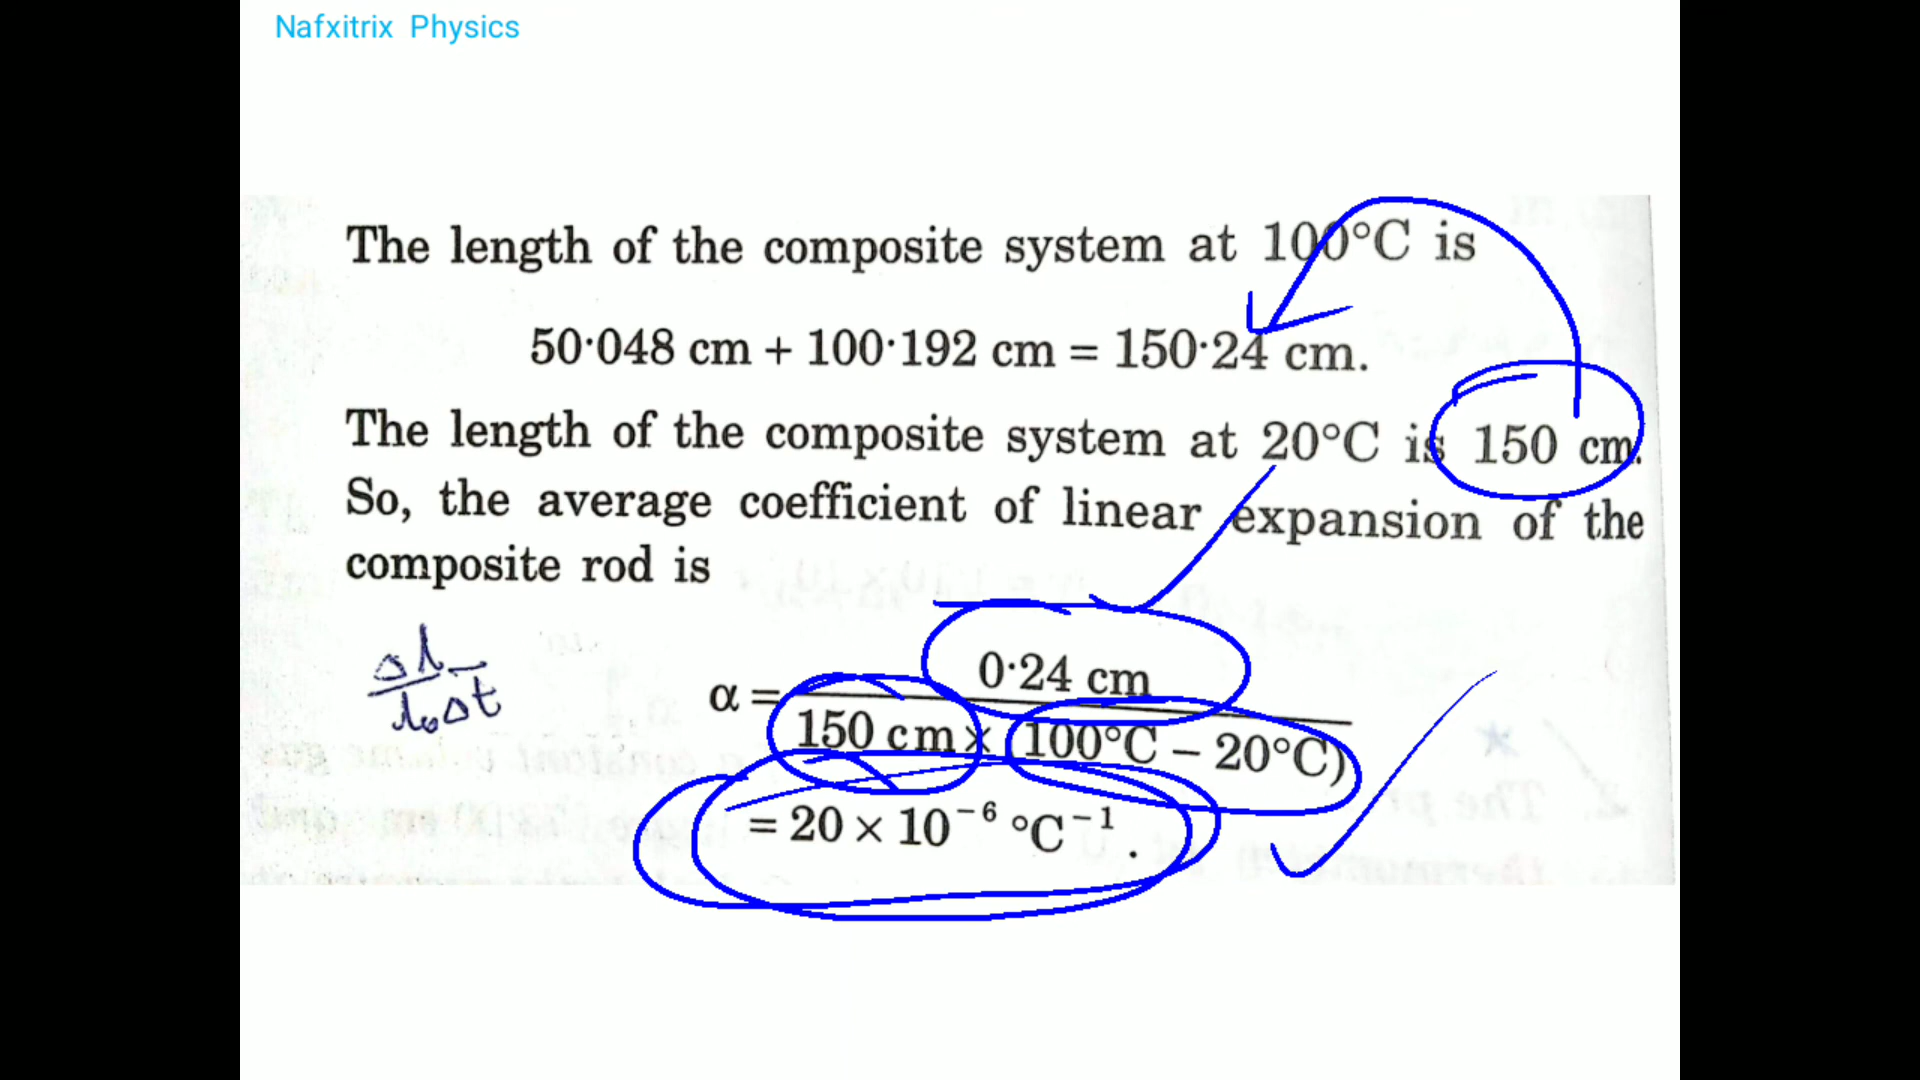 Nafxitrix Physics
The length of the composite system at 100°C is
50·048 cm + 100·192 cm = 150·24 cm.
The length of the composite system at 20°C is 150 cm.
So, the average coefficient of linear expansion of the
composite rod is
Δl
l₀Δt
α =
0·24 cm
150 cm × (100°C – 20°C)
= 20 × 10⁻⁶ °C⁻¹.